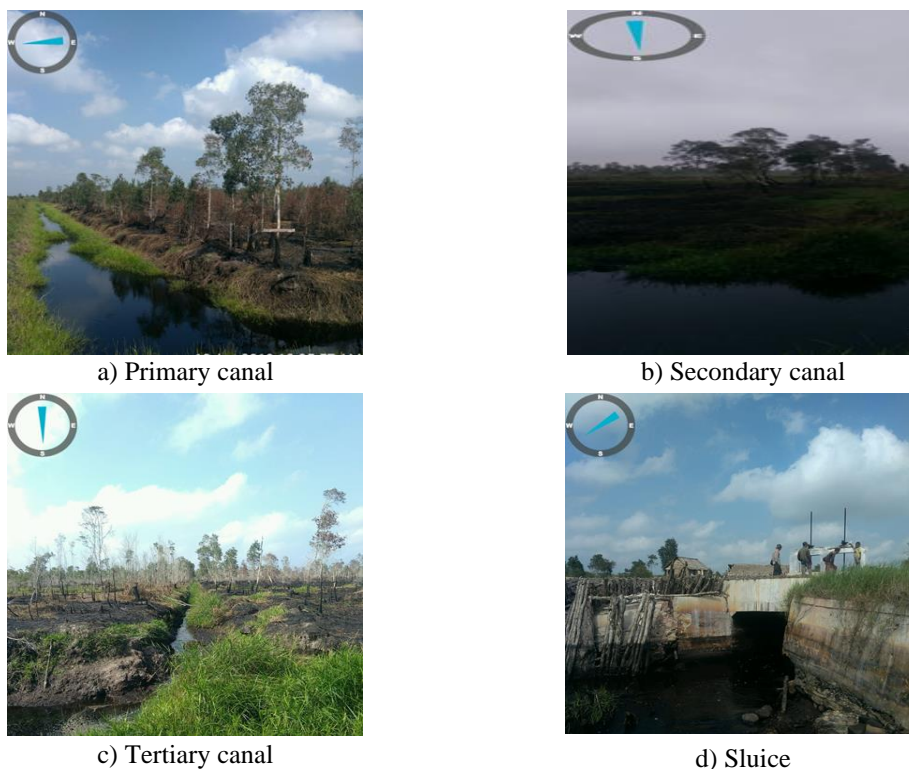 N
W E
S
N
W E
S
a) Primary canal
b) Secondary canal
N
W E
S
N
W E
S
c) Tertiary canal
d) Sluice